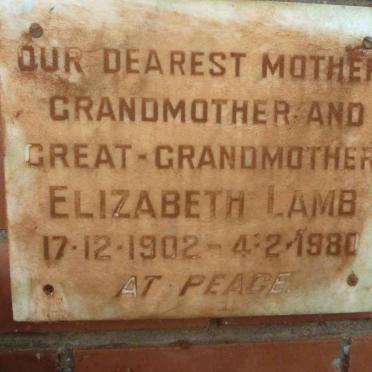 OUR DEAREST MOTHER
GRANDMOTHER AND
GREAT-GRANDMOTHER
ELIZABETH LAMB
17·12·1902 - 4·2·1980
AT PEACE